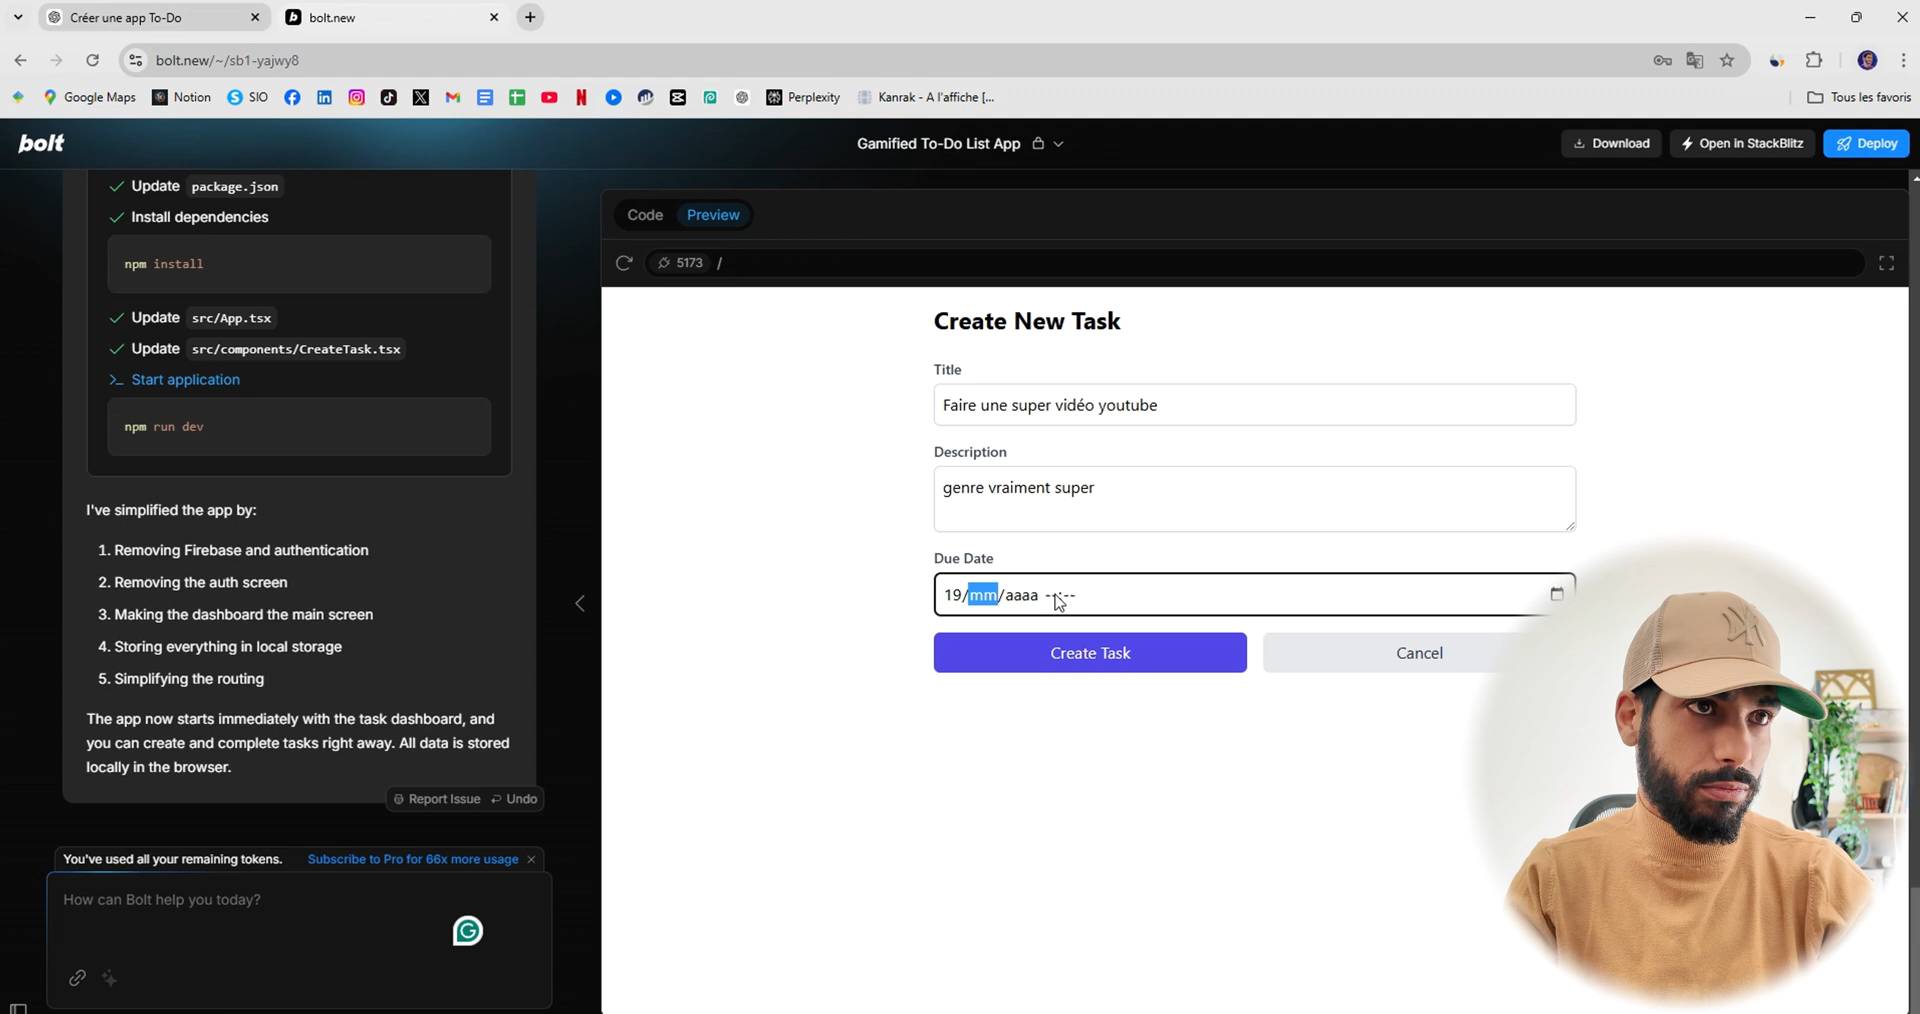 Créer une app To-Do
bolt.new
bolt.new/~/sb1-yajwy8
Google Maps
Notion
SIO
Perplexity
Kanrak - A l'affiche [...
Tous les favoris
bolt
Gamified To-Do List App
Download
Open in StackBlitz
Deploy
Update package.json
Install dependencies
npm install
Update src/App.tsx
Update src/components/CreateTask.tsx
Start application
npm run dev
I've simplified the app by:
1. Removing Firebase and authentication
2. Removing the auth screen
3. Making the dashboard the main screen
4. Storing everything in local storage
5. Simplifying the routing
The app now starts immediately with the task dashboard, and
you can create and complete tasks right away. All data is stored
locally in the browser.
Report Issue
Undo
You've used all your remaining tokens.
Subscribe to Pro for 66x more usage
How can Bolt help you today?
Code
Preview
5173 /
Create New Task
Title
Faire une super vidéo youtube
Description
genre vraiment super
Due Date
19/mm/aaaa --:--
Create Task
Cancel